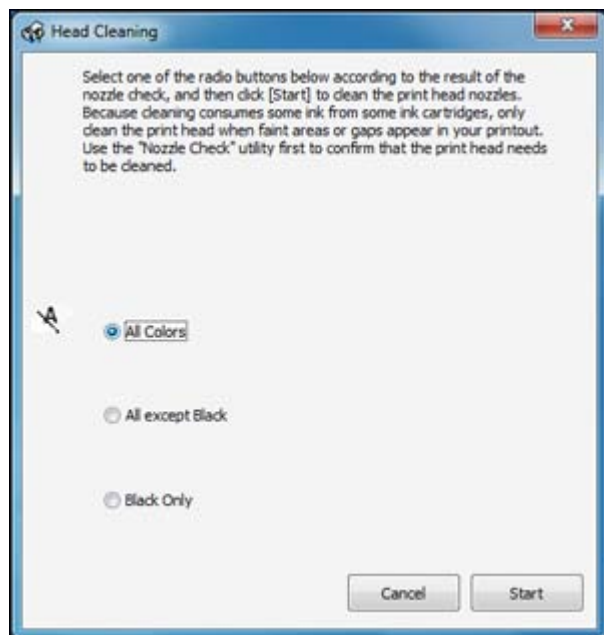 Head Cleaning
Select one of the radio buttons below according to the result of the
nozzle check, and then click [Start] to clean the print head nozzles.
Because cleaning consumes some ink from some ink cartridges, only
clean the print head when faint areas or gaps appear in your printout.
Use the "Nozzle Check" utility first to confirm that the print head needs
to be cleaned.
A
All Colors
All except Black
Black Only
Cancel
Start